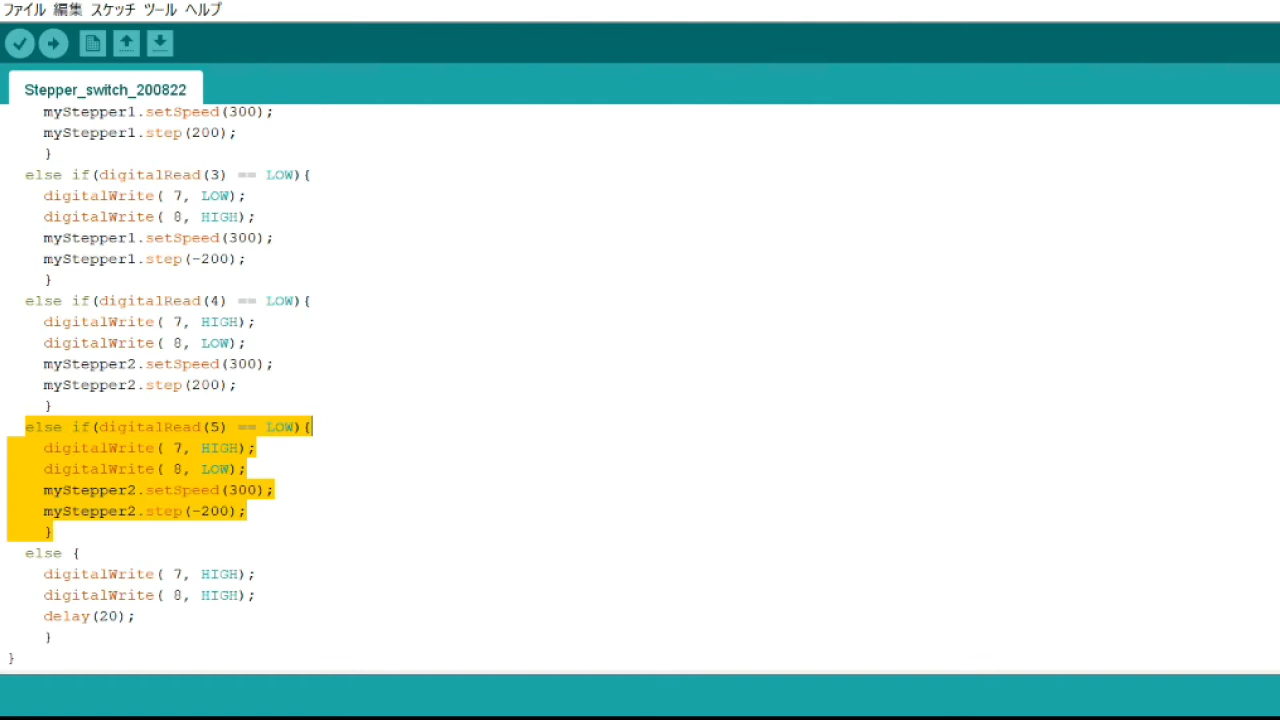 ファイル 編集 スケッチ ツール ヘルプ
Stepper_switch_200822
myStepper1.setSpeed(300);
myStepper1.step(200);
}
else if(digitalRead(3) == LOW){
digitalWrite( 7, LOW);
digitalWrite( 8, HIGH);
myStepper1.setSpeed(300);
myStepper1.step(-200);
}
else if(digitalRead(4) == LOW){
digitalWrite( 7, HIGH);
digitalWrite( 8, LOW);
myStepper2.setSpeed(300);
myStepper2.step(200);
}
else if(digitalRead(5) == LOW){
digitalWrite( 7, HIGH);
digitalWrite( 8, LOW);
myStepper2.setSpeed(300);
myStepper2.step(-200);
}
else {
digitalWrite( 7, HIGH);
digitalWrite( 8, HIGH);
delay(20);
}
}